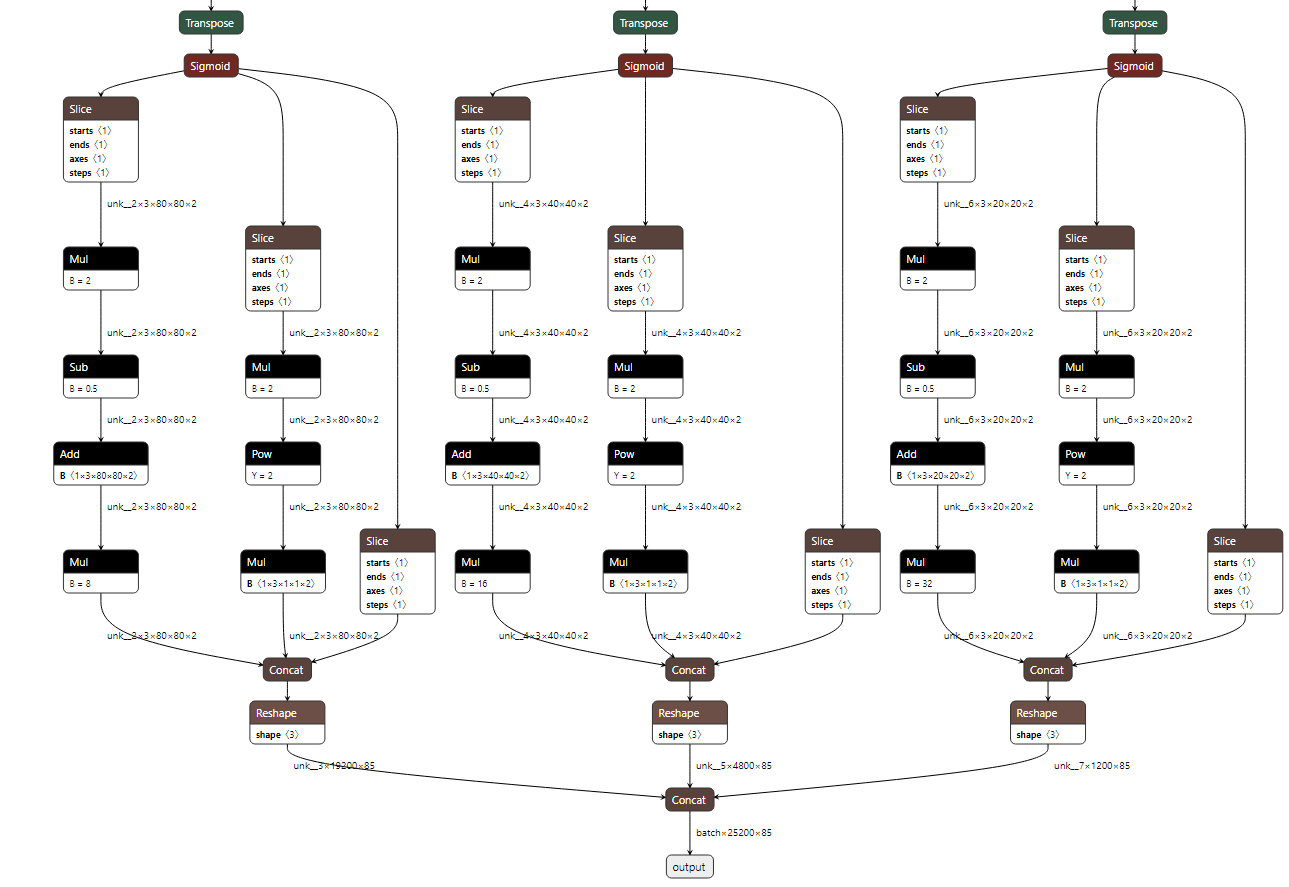 Transpose Transpose Transpose
Sigmoid Sigmoid Sigmoid
Slice Slice Slice
starts 〈1〉 starts 〈1〉 starts 〈1〉
ends 〈1〉 ends 〈1〉 ends 〈1〉
axes 〈1〉 axes 〈1〉 axes 〈1〉
steps 〈1〉 steps 〈1〉 steps 〈1〉
unk__2×3×80×80×2 unk__4×3×40×40×2 unk__6×3×20×20×2
Slice Slice Slice
Mul starts 〈1〉 Mul starts 〈1〉 Mul starts 〈1〉
ends 〈1〉 ends 〈1〉 ends 〈1〉
B = 2 axes 〈1〉 B = 2 axes 〈1〉 B = 2 axes 〈1〉
steps 〈1〉 steps 〈1〉 steps 〈1〉
unk__2×3×80×80×2 unk__2×3×80×80×2 unk__4×3×40×40×2 unk__4×3×40×40×2 unk__6×3×20×20×2 unk__6×3×20×20×2
Sub Mul Sub Mul Sub Mul
B = 0.5 B = 2 B = 0.5 B = 2 B = 0.5 B = 2
unk__2×3×80×80×2 unk__2×3×80×80×2 unk__4×3×40×40×2 unk__4×3×40×40×2 unk__6×3×20×20×2 unk__6×3×20×20×2
Add Pow Add Pow Add Pow
B 〈1×3×80×80×2〉 Y = 2 B 〈1×3×40×40×2〉 Y = 2 B 〈1×3×20×20×2〉 Y = 2
unk__2×3×80×80×2 unk__2×3×80×80×2 unk__4×3×40×40×2 unk__4×3×40×40×2 unk__6×3×20×20×2 unk__6×3×20×20×2
Slice Slice Slice
Mul Mul starts 〈1〉 Mul Mul starts 〈1〉 Mul Mul starts 〈1〉
ends 〈1〉 ends 〈1〉 ends 〈1〉
B = 8 B 〈1×3×1×1×2〉 axes 〈1〉 B = 16 B 〈1×3×1×1×2〉 axes 〈1〉 B = 32 B 〈1×3×1×1×2〉 axes 〈1〉
steps 〈1〉 steps 〈1〉 steps 〈1〉
unk__2×3×80×80×2 unk__2×3×80×80×2 unk__4×3×40×40×2 unk__4×3×40×40×2 unk__6×3×20×20×2 unk__6×3×20×20×2
Concat Concat Concat
Reshape Reshape Reshape
shape 〈3〉 shape 〈3〉 shape 〈3〉
unk__3×19200×85 unk__5×4800×85 unk__7×1200×85
Concat
batch×25200×85
output